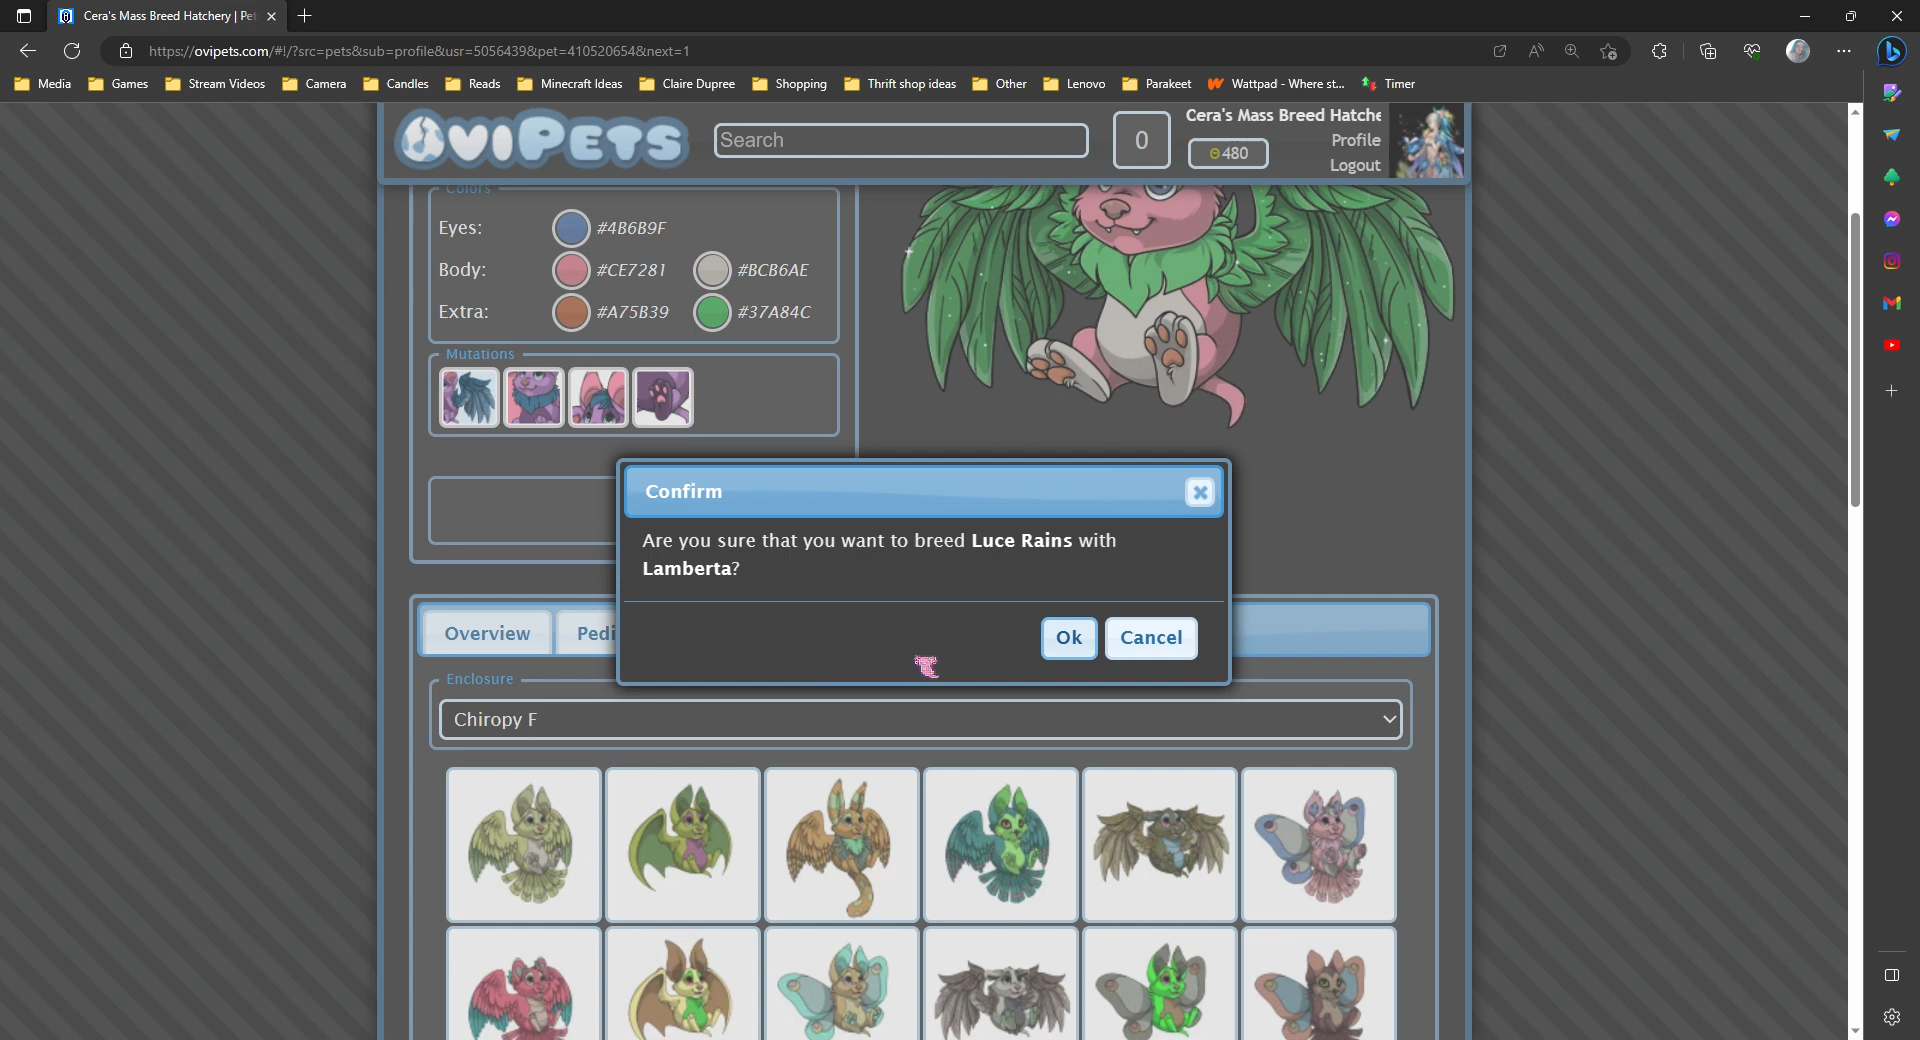 Cera's Mass Breed Hatchery | Pet
https://ovipets.com/#!/?src=pets&sub=profile&usr=5056439&pet=410520654&next=1
Media Games Stream Videos Camera Candles Reads Minecraft Ideas Claire Dupree Shopping Thrift shop ideas Other Lenovo Parakeet Wattpad - Where st... Timer
OviPets
Search
0
Cera's Mass Breed Hatche
480
Profile
Logout
Colors
Eyes: #4B6B9F
Body: #CE7281 #BCB6AE
Extra: #A75B39 #37A84C
Mutations
Confirm
Are you sure that you want to breed Luce Rains with
Lamberta?
Ok Cancel
Overview Pedi
Enclosure
Chiropy F